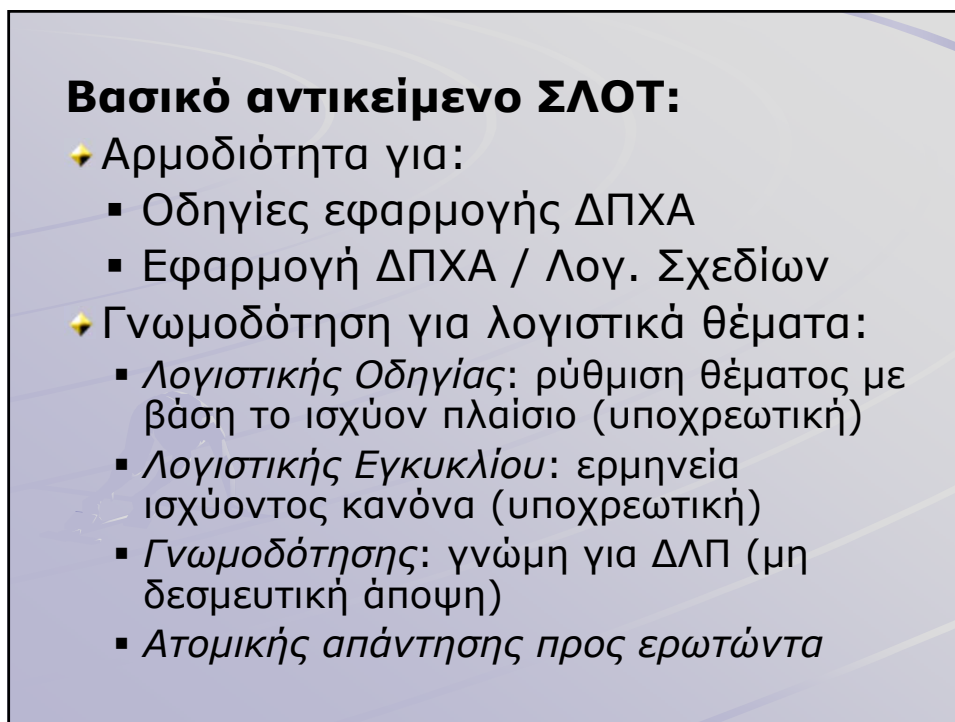 Βασικό αντικείμενο ΣΛΟΤ:
Αρμοδιότητα για:
▪ Οδηγίες εφαρμογής ΔΠΧΑ
▪ Εφαρμογή ΔΠΧΑ / Λογ. Σχεδίων
Γνωμοδότηση για λογιστικά θέματα:
▪ Λογιστικής Οδηγίας: ρύθμιση θέματος με
βάση το ισχύον πλαίσιο (υποχρεωτική)
▪ Λογιστικής Εγκυκλίου: ερμηνεία
ισχύοντος κανόνα (υποχρεωτική)
▪ Γνωμοδότησης: γνώμη για ΔΛΠ (μη
δεσμευτική άποψη)
▪ Ατομικής απάντησης προς ερωτώντα